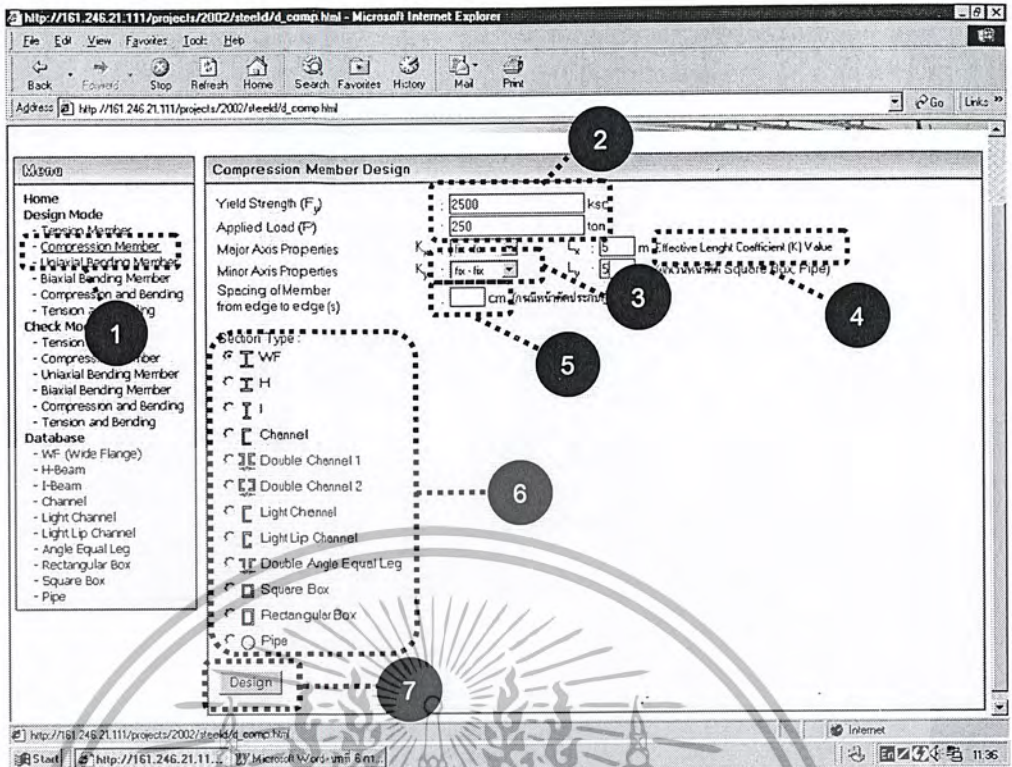 http://161.246.21.111/projects/2002/steeld/d_comp.html - Microsoft Internet Explorer
File Edit View Favorites Tools Help
Back Forward Stop Refresh Home Search Favorites History Mail Print
Address http://161.246.21.111/projects/2002/steeld/d_comp.html Go Links »
Menu
Home
Design Mode
- Tension Member
- Compression Member
- Uniaxial Bending Member
- Biaxial Bending Member
- Compression and Bending
- Tension
Check
- Tension
- Uniaxial Bending Member
- Biaxial Bending Member
- Compression and Bending
- Tension and Bending
Database
- WF (Wide Flange)
- H-Beam
- I-Beam
- Channel
- Light Channel
- Light Lip Channel
- Angle Equal Leg
- Rectangular Box
- Square Box
- Pipe
Compression Member Design
Yield Strength (Fy) : 2500 ksc
Applied Load (P) : 250 ton
Major Axis Properties Kx : fix - fix Lx : 5 m Effective Lenght Coefficient (K) Value
Minor Axis Properties Ky : fix - fix Ly : 5 Square Box, Pipe)
Spacing of Member
from edge to edge (s) : cm
Section Type :
WF
H
I
Channel
Double Channel 1
Double Channel 2
Light Channel
Light Lip Channel
Double Angle Equal Leg
Square Box
Rectangular Box
Pipe
Design
1
2
3
4
5
6
7
http://161.246.21.111/projects/2002/steeld/d_comp.html Internet
Start http://161.246.21.11... Microsoft Word En 11:36